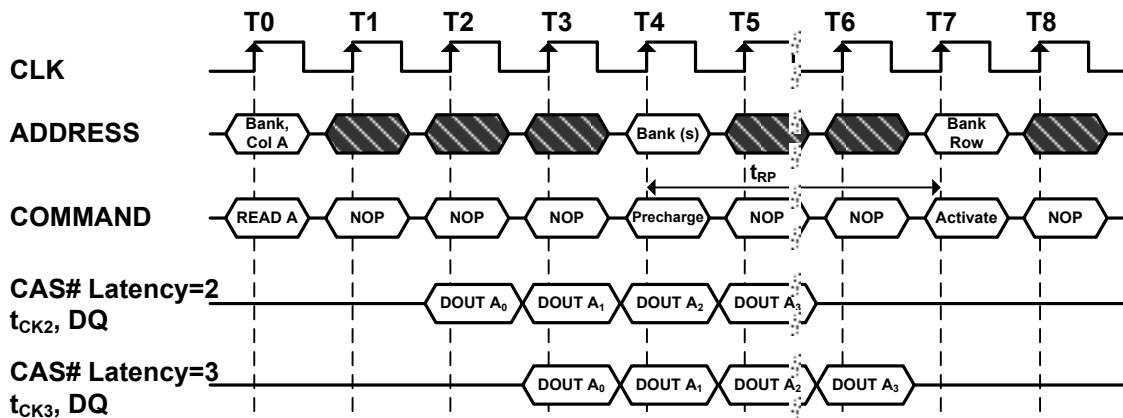 T0 T1 T2 T3 T4 T5 T6 T7 T8
CLK
ADDRESS
Bank,
Col A
Bank (s)
Bank
Row
tRP
COMMAND
READ A NOP NOP NOP Precharge NOP NOP Activate NOP
CAS# Latency=2
tCK2, DQ
DOUT A0 DOUT A1 DOUT A2 DOUT A3
CAS# Latency=3
tCK3, DQ
DOUT A0 DOUT A1 DOUT A2 DOUT A3